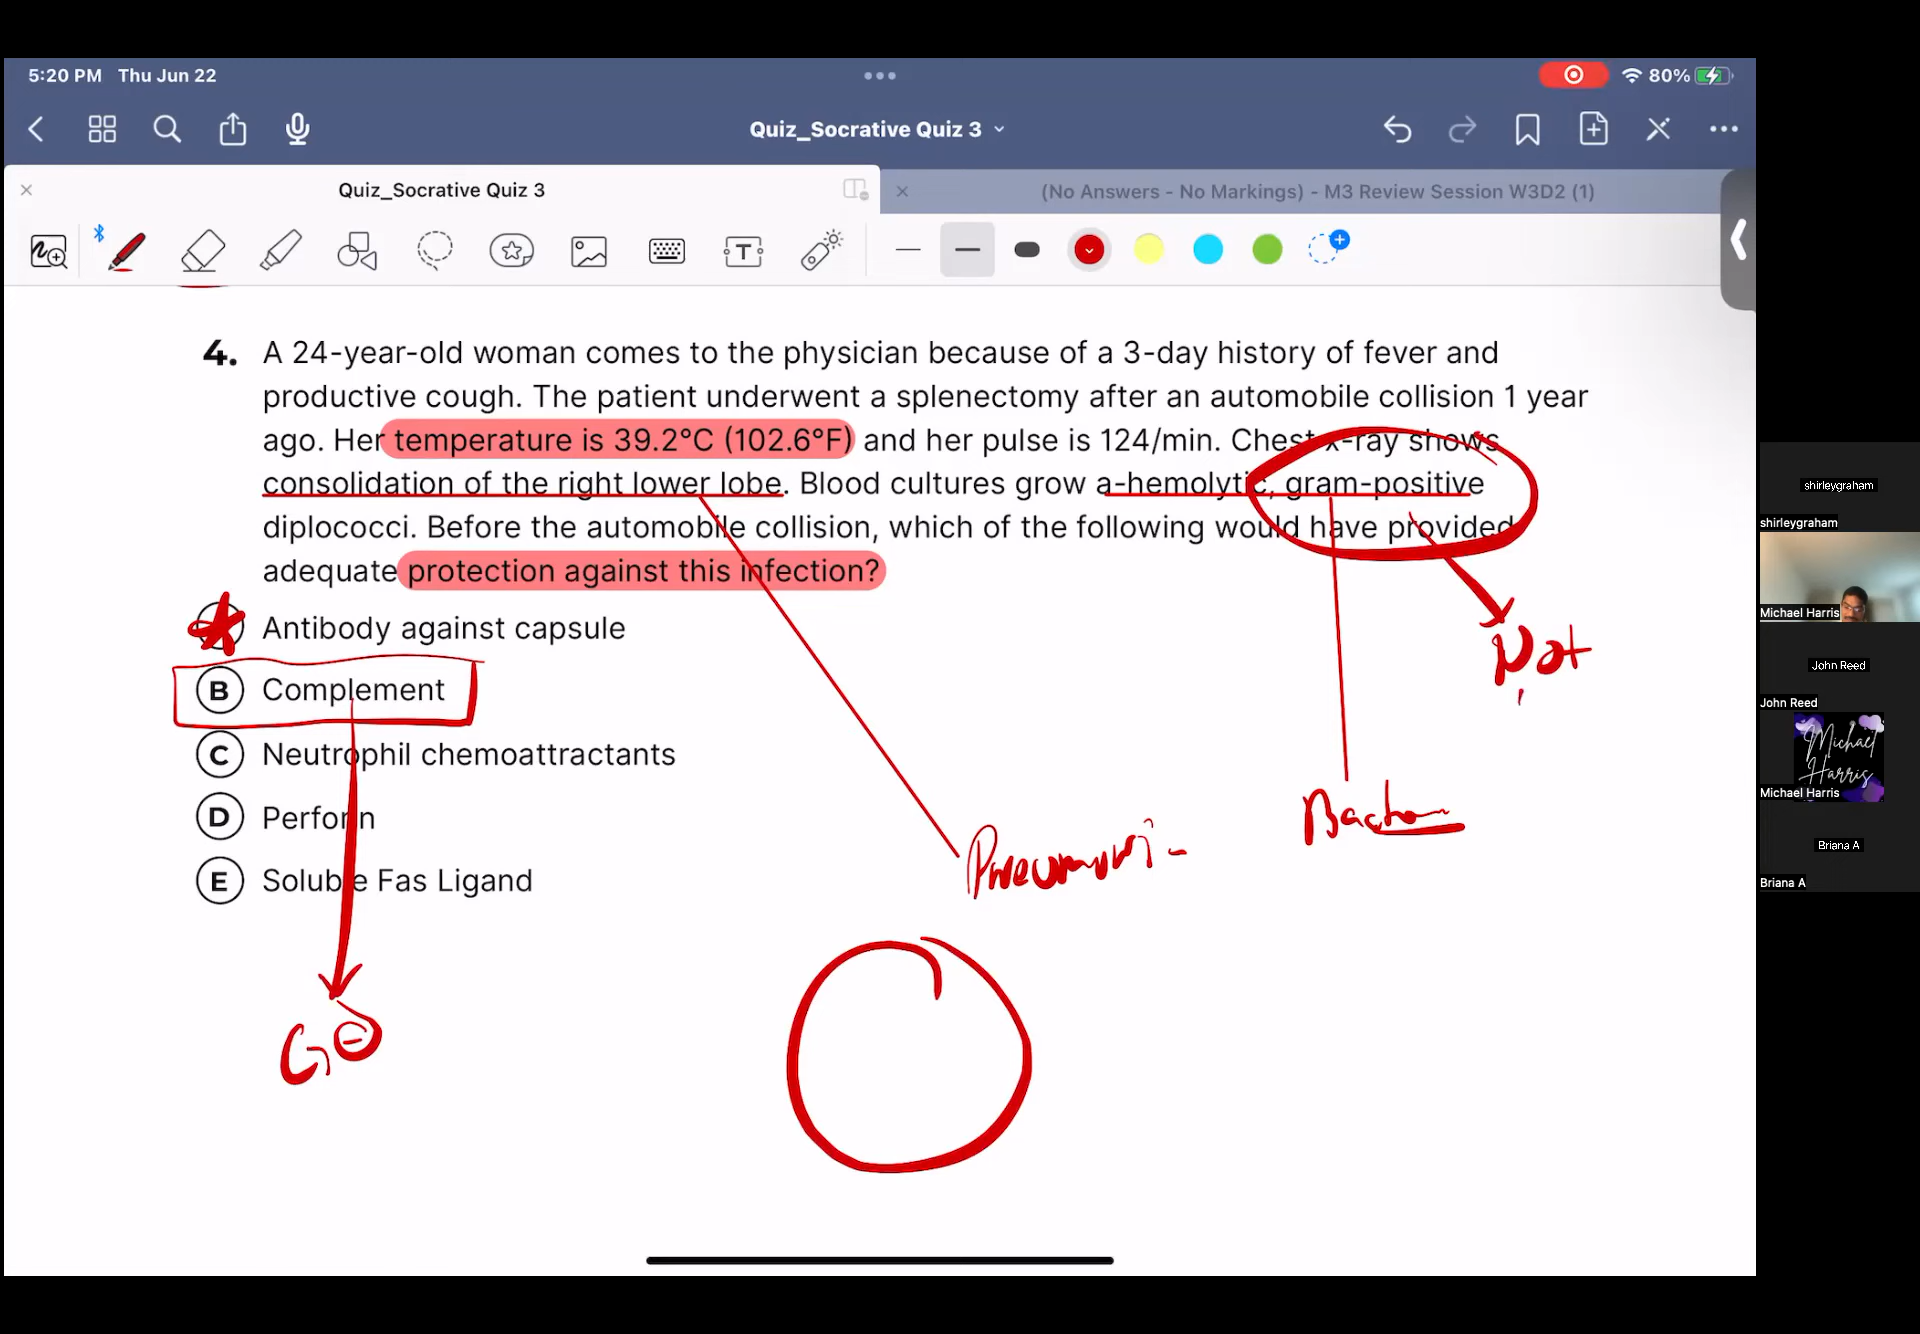 5:20 PM Thu Jun 22
80%
Quiz_Socrative Quiz 3
Quiz_Socrative Quiz 3
(No Answers - No Markings) - M3 Review Session W3D2 (1)
T
4. A 24-year-old woman comes to the physician because of a 3-day history of fever and
productive cough. The patient underwent a splenectomy after an automobile collision 1 year
ago. Her temperature is 39.2°C (102.6°F) and her pulse is 124/min. Chest x-ray shows
consolidation of the right lower lobe. Blood cultures grow a-hemolytic, gram-positive
diplococci. Before the automobile collision, which of the following would have provided
adequate protection against this infection?
Antibody against capsule
B Complement
C Neutrophil chemoattractants
D Perforin
E Soluble Fas Ligand
Not
Pneumoni-
G ⊖
shirleygraham
shirleygraham
Michael Harris
John Reed
John Reed
Michael
Harris
Michael Harris
Briana A
Briana A